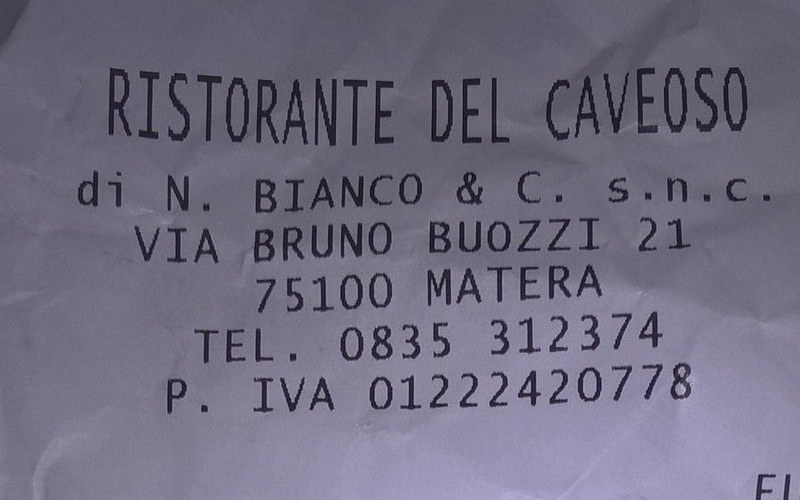 RISTORANTE DEL CAVEOSO
di N. BIANCO & C. s.n.c.
VIA BRUNO BUOZZI 21
75100 MATERA
TEL. 0835 312374
P. IVA 01222420778